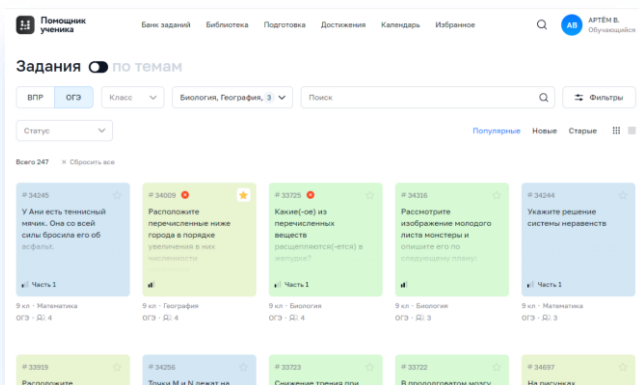 Помощник
ученика
Банк заданий Библиотека Подготовка Достижения Календарь Избранное
АВ
АРТЁМ В.
Обучающийся
Задания по темам
ВПР ОГЭ Класс Биология, География, 3 Поиск Фильтры
Статус Популярные Новые Старые
Всего 247 × Сбросить все
# 34245
У Ани есть теннисный
мячик. Она со всей
силы бросила его об
асфальт.
Часть 1
9 кл · Математика
ОГЭ · 4
# 34009
Расположите
перечисленные ниже
города в порядке
увеличения в них
численности
9 кл · География
ОГЭ · 4
# 33725
Какие(-ое) из
перечисленных
веществ
расщепляются(-ется) в
желудке?
Часть 1
9 кл · Биология
ОГЭ · 4
# 34316
Рассмотрите
изображение молодого
листа монстеры и
опишите его по
следующему плану:
9 кл · Биология
ОГЭ · 3
# 34244
Укажите решение
системы неравенств
Часть 1
9 кл · Математика
ОГЭ · 3
# 33919
Расположите
# 34256
Точки M и N лежат на
# 33723
Снижение трения при
# 33722
В продолговатом мозгу
# 34697
На рисунках